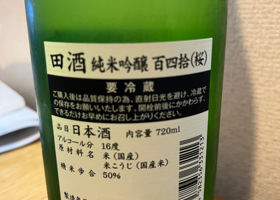 田酒 純米吟醸 百四拾(桜)
要冷蔵
ご購入後は品質保持の為、直射日光を避け、冷蔵で
の保存をお願いいたします。開栓前後にかかわらず、
できるだけお早めにお召し上がりください。
品目 日本酒 内容量 720ml
アルコール分 16度
原材料名 米(国産)
米こうじ(国産米)
精米歩合 50%